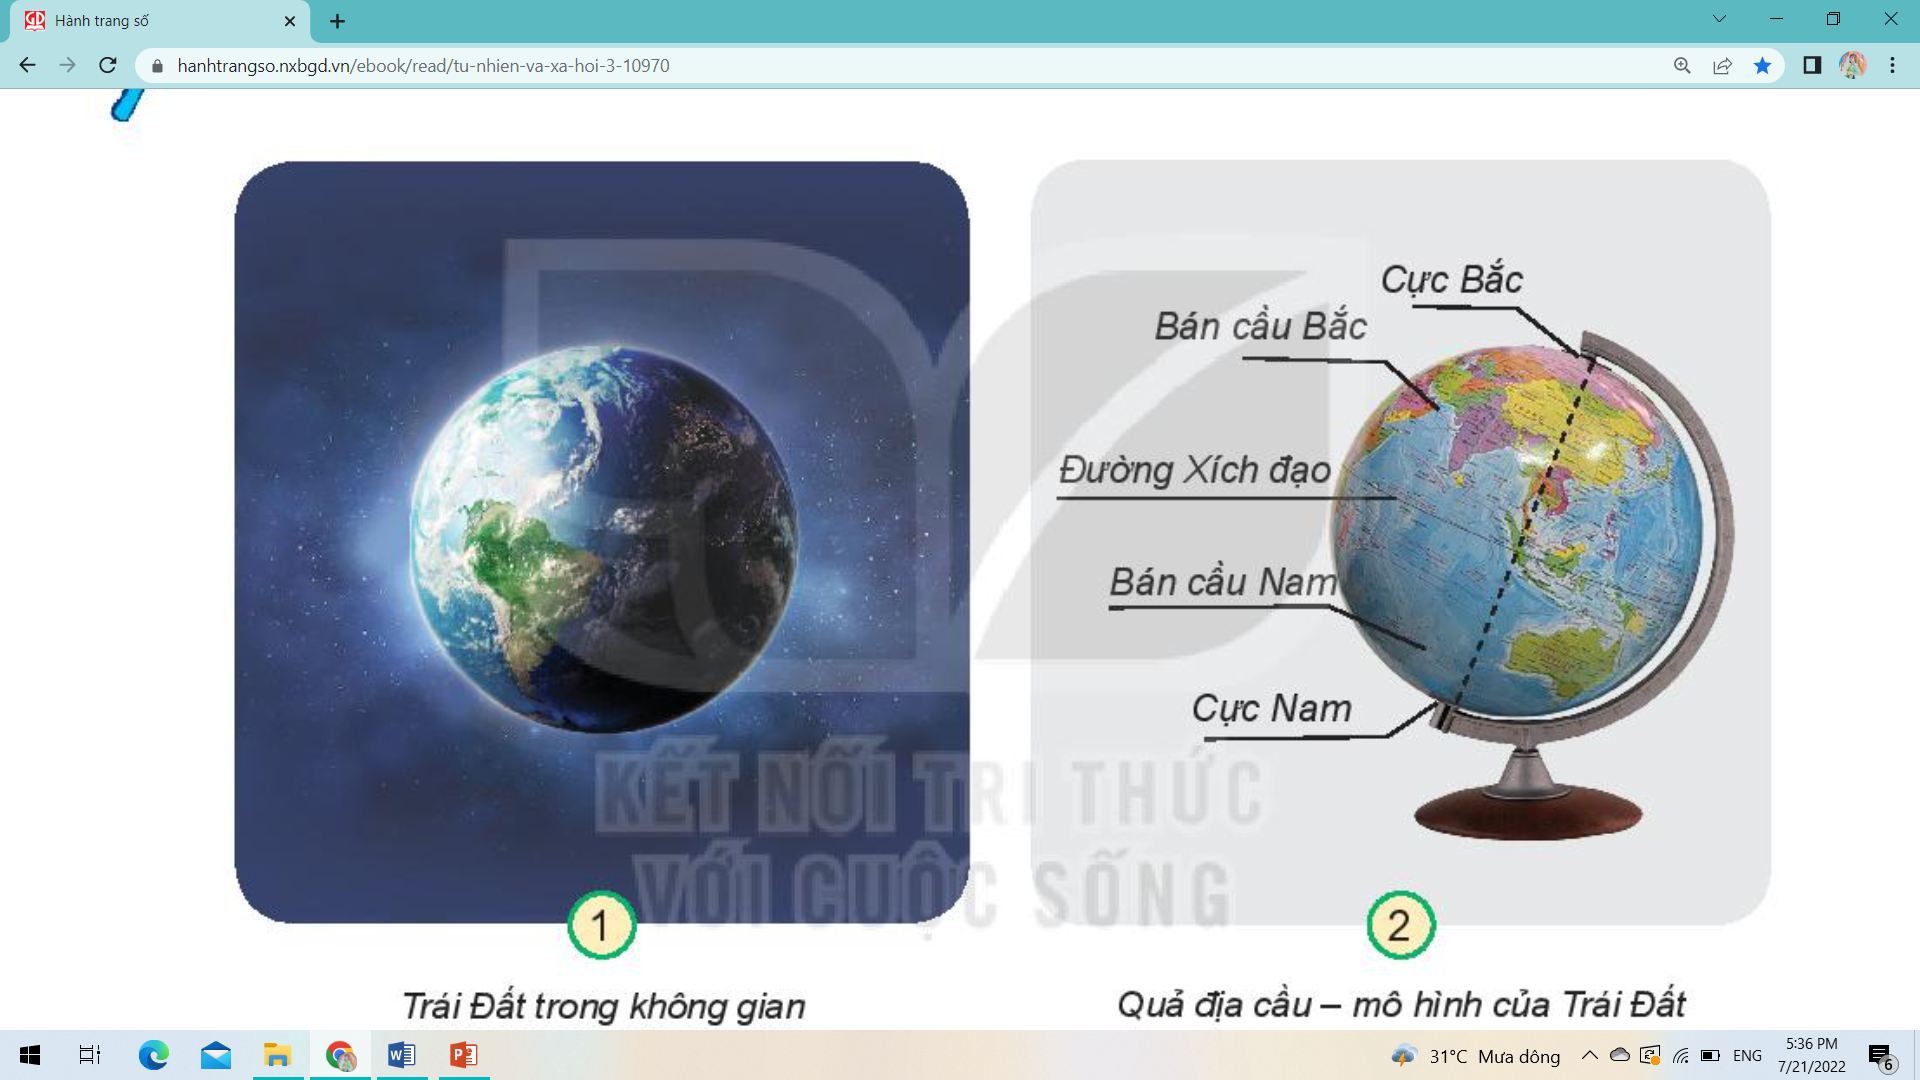 Hành trang số
hanhtrangso.nxbgd.vn/ebook/read/tu-nhien-va-xa-hoi-3-10970
Cực Bắc
Bán cầu Bắc
Đường Xích đạo
Bán cầu Nam
Cực Nam
KẾT NỐI TRI THỨC
VỚI CUỘC SỐNG
1
2
Trái Đất trong không gian
Quả địa cầu – mô hình của Trái Đất
31°C Mưa dông
ENG
5:36 PM
7/21/2022
6